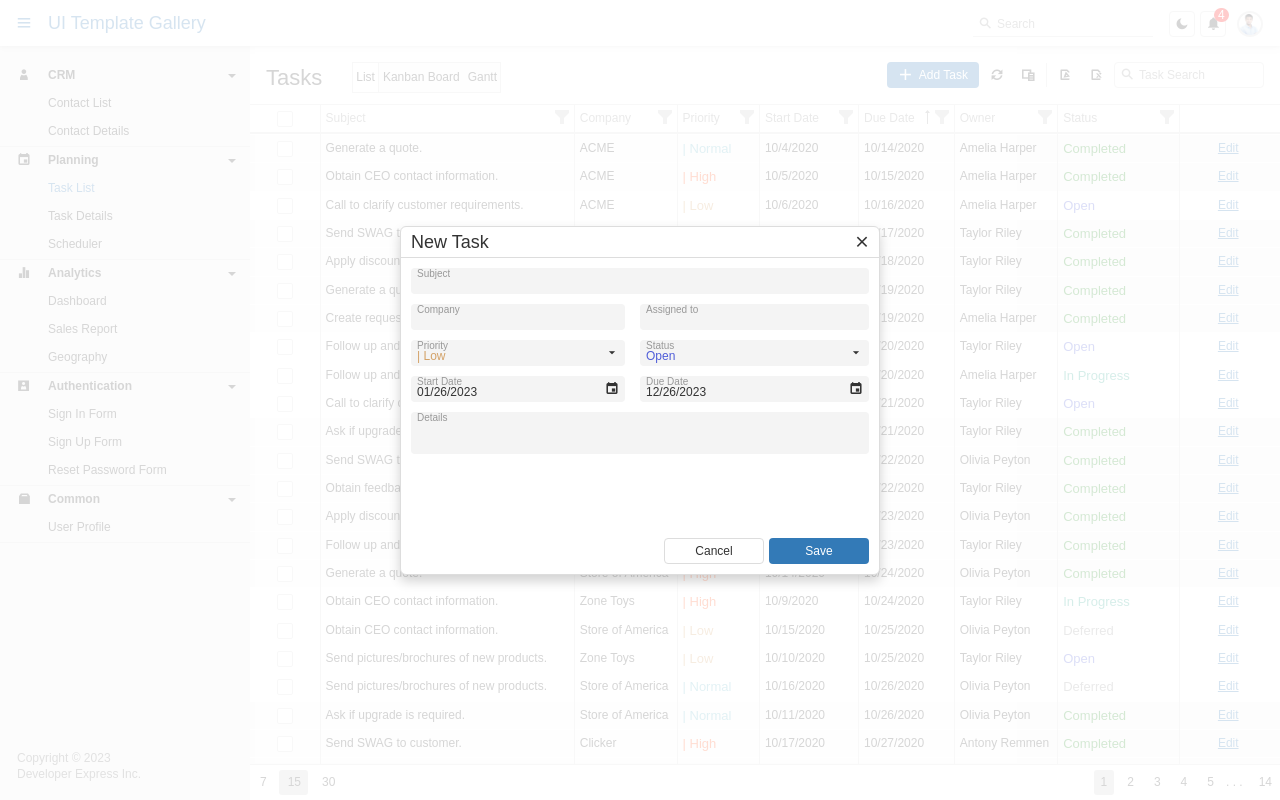 UI Template Gallery
Search
4
CRM
Contact List
Contact Details
Planning
Task List
Task Details
Scheduler
Analytics
Dashboard
Sales Report
Geography
Authentication
Sign In Form
Sign Up Form
Reset Password Form
Common
User Profile
Copyright © 2023
Developer Express Inc.
Tasks
List Kanban Board Gantt
Add Task
Task Search
Subject Company Priority Start Date Due Date Owner Status
Generate a quote. ACME | Normal 10/4/2020 10/14/2020 Amelia Harper Completed Edit
Obtain CEO contact information. ACME | High 10/5/2020 10/15/2020 Amelia Harper Completed Edit
Call to clarify customer requirements. ACME | Low 10/6/2020 10/16/2020 Amelia Harper Open Edit
Send SWAG t 17/2020 Taylor Riley Completed Edit
Apply discoun 18/2020 Taylor Riley Completed Edit
Generate a qu 19/2020 Taylor Riley Completed Edit
Create reques 19/2020 Amelia Harper Completed Edit
Follow up and 20/2020 Taylor Riley Open Edit
Follow up and 20/2020 Amelia Harper In Progress Edit
Call to clarify c 21/2020 Taylor Riley Open Edit
Ask if upgrade 21/2020 Taylor Riley Completed Edit
Send SWAG t 22/2020 Olivia Peyton Completed Edit
Obtain feedba 22/2020 Taylor Riley Completed Edit
Apply discoun 23/2020 Olivia Peyton Completed Edit
Follow up and 23/2020 Taylor Riley Completed Edit
Generate a quote. Store of America | High 10/14/2020 10/24/2020 Olivia Peyton Completed Edit
Obtain CEO contact information. Zone Toys | High 10/9/2020 10/24/2020 Taylor Riley In Progress Edit
Obtain CEO contact information. Store of America | Low 10/15/2020 10/25/2020 Olivia Peyton Deferred Edit
Send pictures/brochures of new products. Zone Toys | Low 10/10/2020 10/25/2020 Taylor Riley Open Edit
Send pictures/brochures of new products. Store of America | Normal 10/16/2020 10/26/2020 Olivia Peyton Deferred Edit
Ask if upgrade is required. Store of America | Normal 10/11/2020 10/26/2020 Olivia Peyton Completed Edit
Send SWAG to customer. Clicker | High 10/17/2020 10/27/2020 Antony Remmen Completed Edit
7 15 30
1 2 3 4 5 . . . 14
New Task
Subject
Company Assigned to
Priority Status
| Low Open
Start Date Due Date
01/26/2023 12/26/2023
Details
Cancel Save